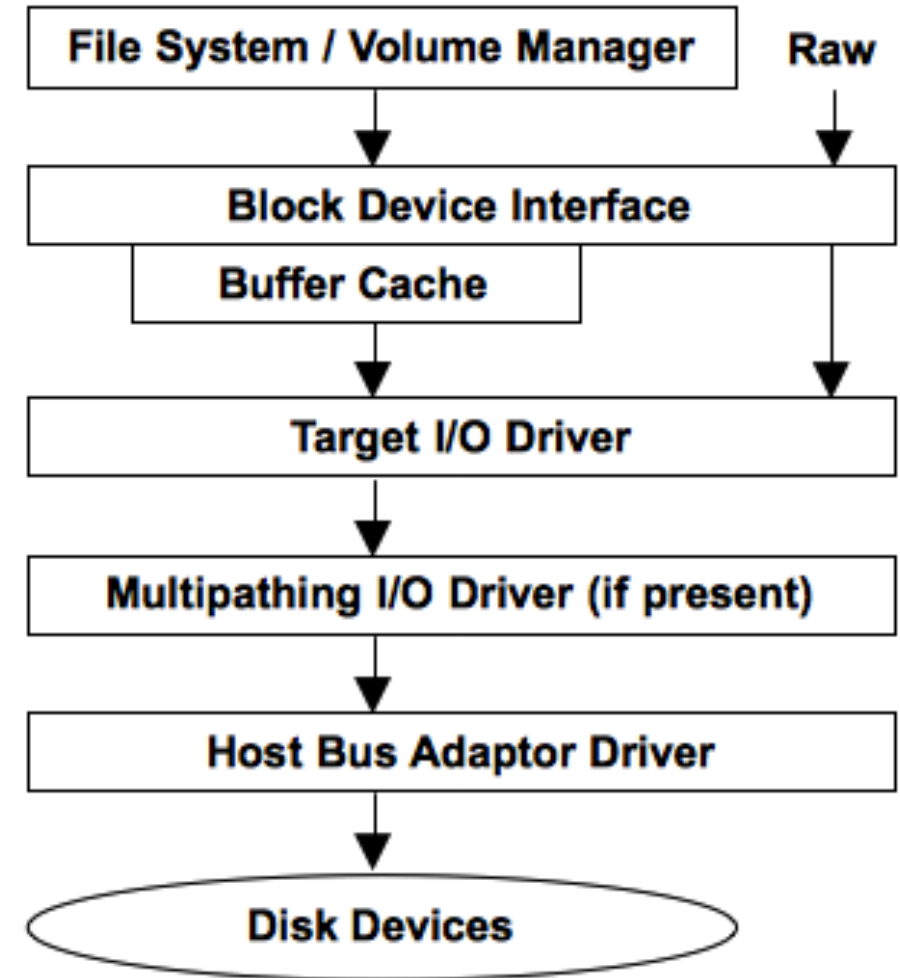 File System / Volume Manager
Raw
Block Device Interface
Buffer Cache
Target I/O Driver
Multipathing I/O Driver (if present)
Host Bus Adaptor Driver
Disk Devices